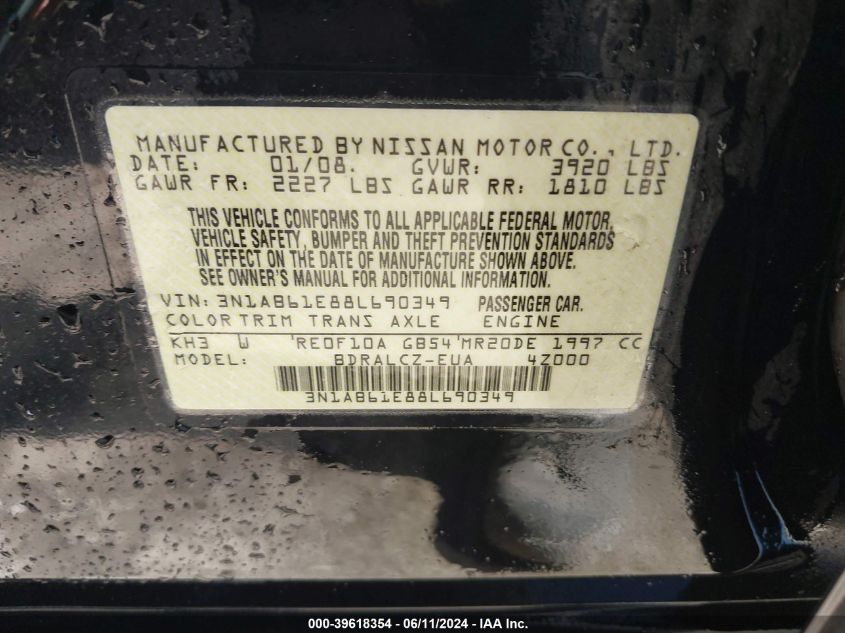 MANUFACTURED BY NISSAN MOTOR CO., LTD.
DATE: 01/08. GVWR: 3920 LBS
GAWR FR: 2227 LBS GAWR RR: 1810 LBS
THIS VEHICLE CONFORMS TO ALL APPLICABLE FEDERAL MOTOR
VEHICLE SAFETY, BUMPER AND THEFT PREVENTION STANDARDS
IN EFFECT ON THE DATE OF MANUFACTURE SHOWN ABOVE.
SEE OWNER'S MANUAL FOR ADDITIONAL INFORMATION.
VIN: 3N1AB61E88L690349 PASSENGER CAR.
COLOR TRIM TRANS AXLE ENGINE
KH3 W RE0F10A GB54 MR20DE 1997 CC
MODEL: BDRALCZ-EUA 4Z000
3N1AB61E88L690349
000-39618354 - 06/11/2024 - IAA Inc.